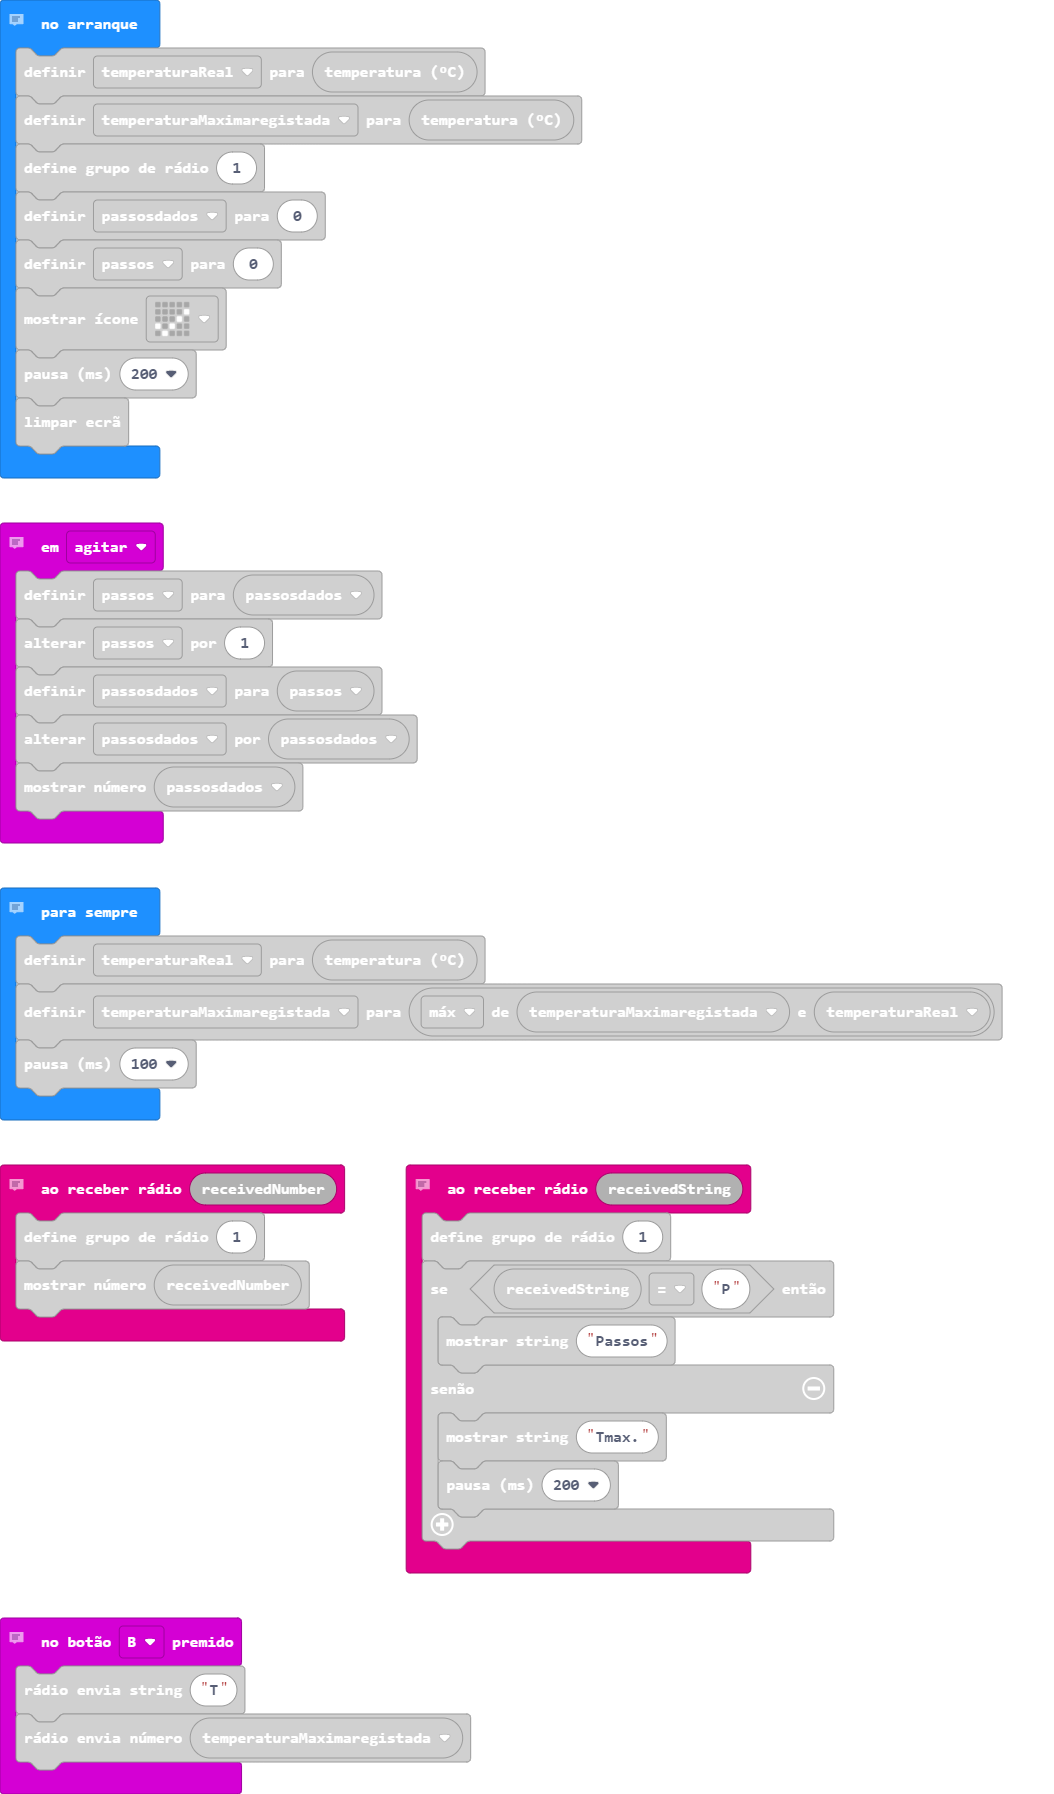 no arranque
definir temperaturaReal para temperatura (ºC)
definir temperaturaMaximaregistada para temperatura (ºC)
define grupo de rádio 1
definir passosdados para 0
definir passos para 0
mostrar ícone
pausa (ms) 200
limpar ecrã
em agitar
definir passos para passosdados
alterar passos por 1
definir passosdados para passos
alterar passosdados por passosdados
mostrar número passosdados
para sempre
definir temperaturaReal para temperatura (ºC)
definir temperaturaMaximaregistada para máx de temperaturaMaximaregistada e temperaturaReal
pausa (ms) 100
ao receber rádio receivedNumber
define grupo de rádio 1
mostrar número receivedNumber
ao receber rádio receivedString
define grupo de rádio 1
se receivedString = "P" então
mostrar string "Passos"
senão
mostrar string "Tmax."
pausa (ms) 200
no botão B premido
rádio envia string "T"
rádio envia número temperaturaMaximaregistada